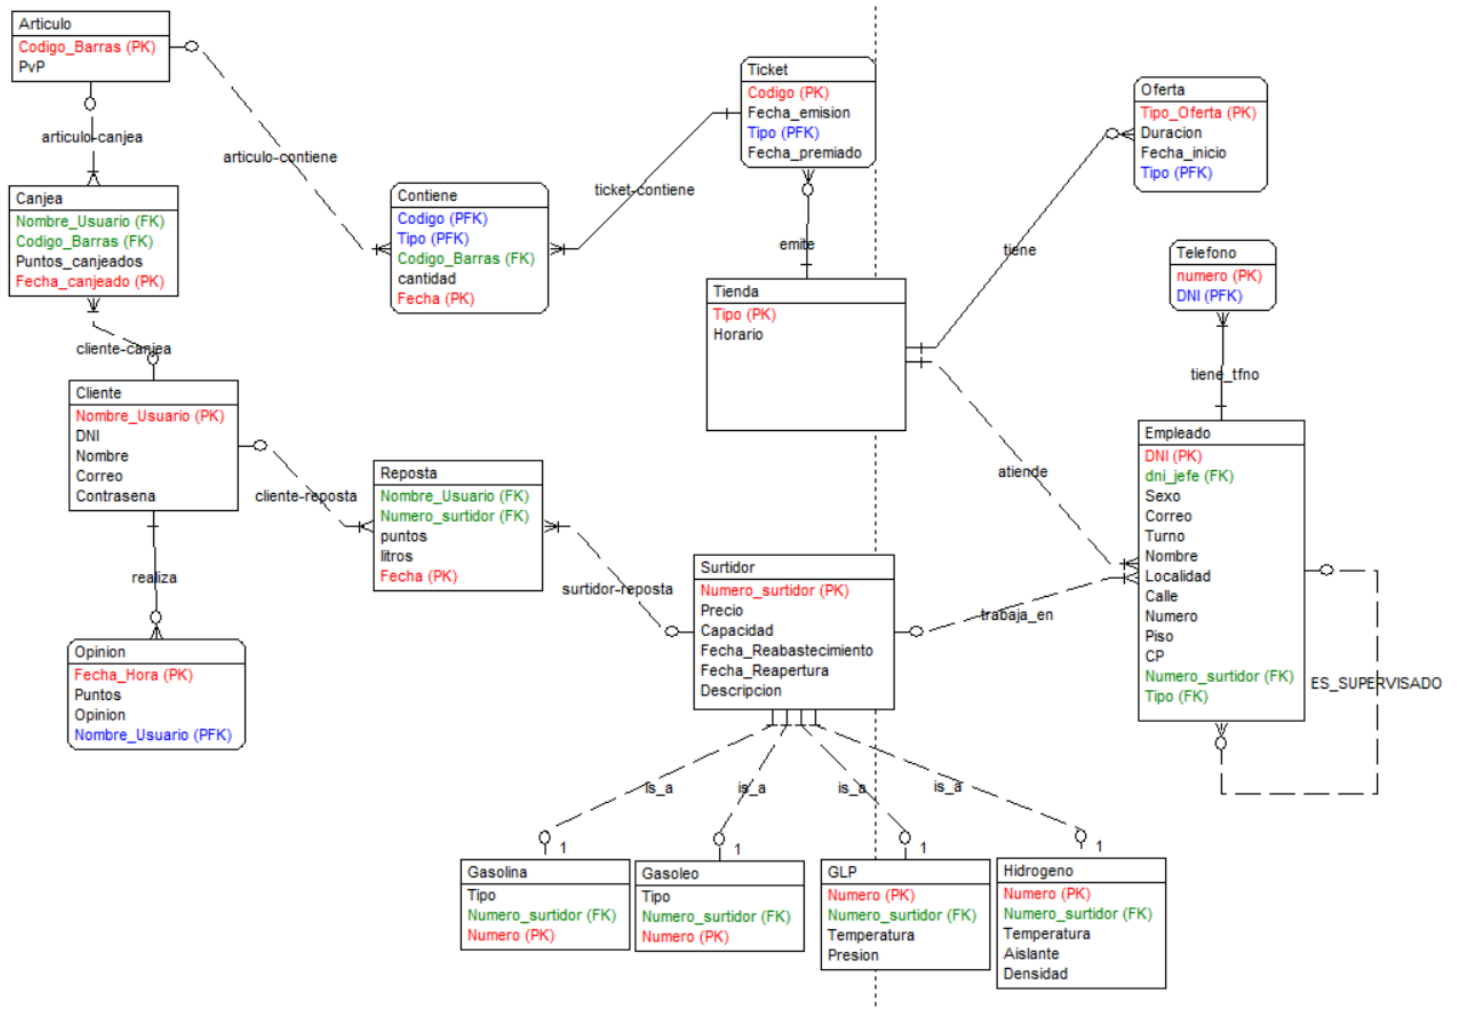 Articulo
Codigo_Barras (PK)
PvP
articulo-canjea
Canjea
Nombre_Usuario (FK)
Codigo_Barras (FK)
Puntos_canjeados
Fecha_canjeado (PK)
cliente-canjea
Cliente
Nombre_Usuario (PK)
DNI
Nombre
Correo
Contrasena
realiza
Opinion
Fecha_Hora (PK)
Puntos
Opinion
Nombre_Usuario (PFK)
articulo-contiene
Contiene
Codigo (PFK)
Tipo (PFK)
Codigo_Barras (FK)
cantidad
Fecha (PK)
ticket-contiene
Ticket
Codigo (PK)
Fecha_emision
Tipo (PFK)
Fecha_premiado
emite
Tienda
Tipo (PK)
Horario
tiene
Oferta
Tipo_Oferta (PK)
Duracion
Fecha_inicio
Tipo (PFK)
Telefono
numero (PK)
DNI (PFK)
tiene_tfno
atiende
Empleado
DNI (PK)
dni_jefe (FK)
Sexo
Correo
Turno
Nombre
Localidad
Calle
Numero
Piso
CP
Numero_surtidor (FK)
Tipo (FK)
ES_SUPERVISADO
cliente-reposta
Reposta
Nombre_Usuario (FK)
Numero_surtidor (FK)
puntos
litros
Fecha (PK)
surtidor-reposta
Surtidor
Numero_surtidor (PK)
Precio
Capacidad
Fecha_Reabastecimiento
Fecha_Reapertura
Descripcion
trabaja_en
is_a
is_a
is_a
is_a
1
1
1
1
Gasolina
Tipo
Numero_surtidor (FK)
Numero (PK)
Gasoleo
Tipo
Numero_surtidor (FK)
Numero (PK)
GLP
Numero (PK)
Numero_surtidor (FK)
Temperatura
Presion
Hidrogeno
Numero (PK)
Numero_surtidor (FK)
Temperatura
Aislante
Densidad